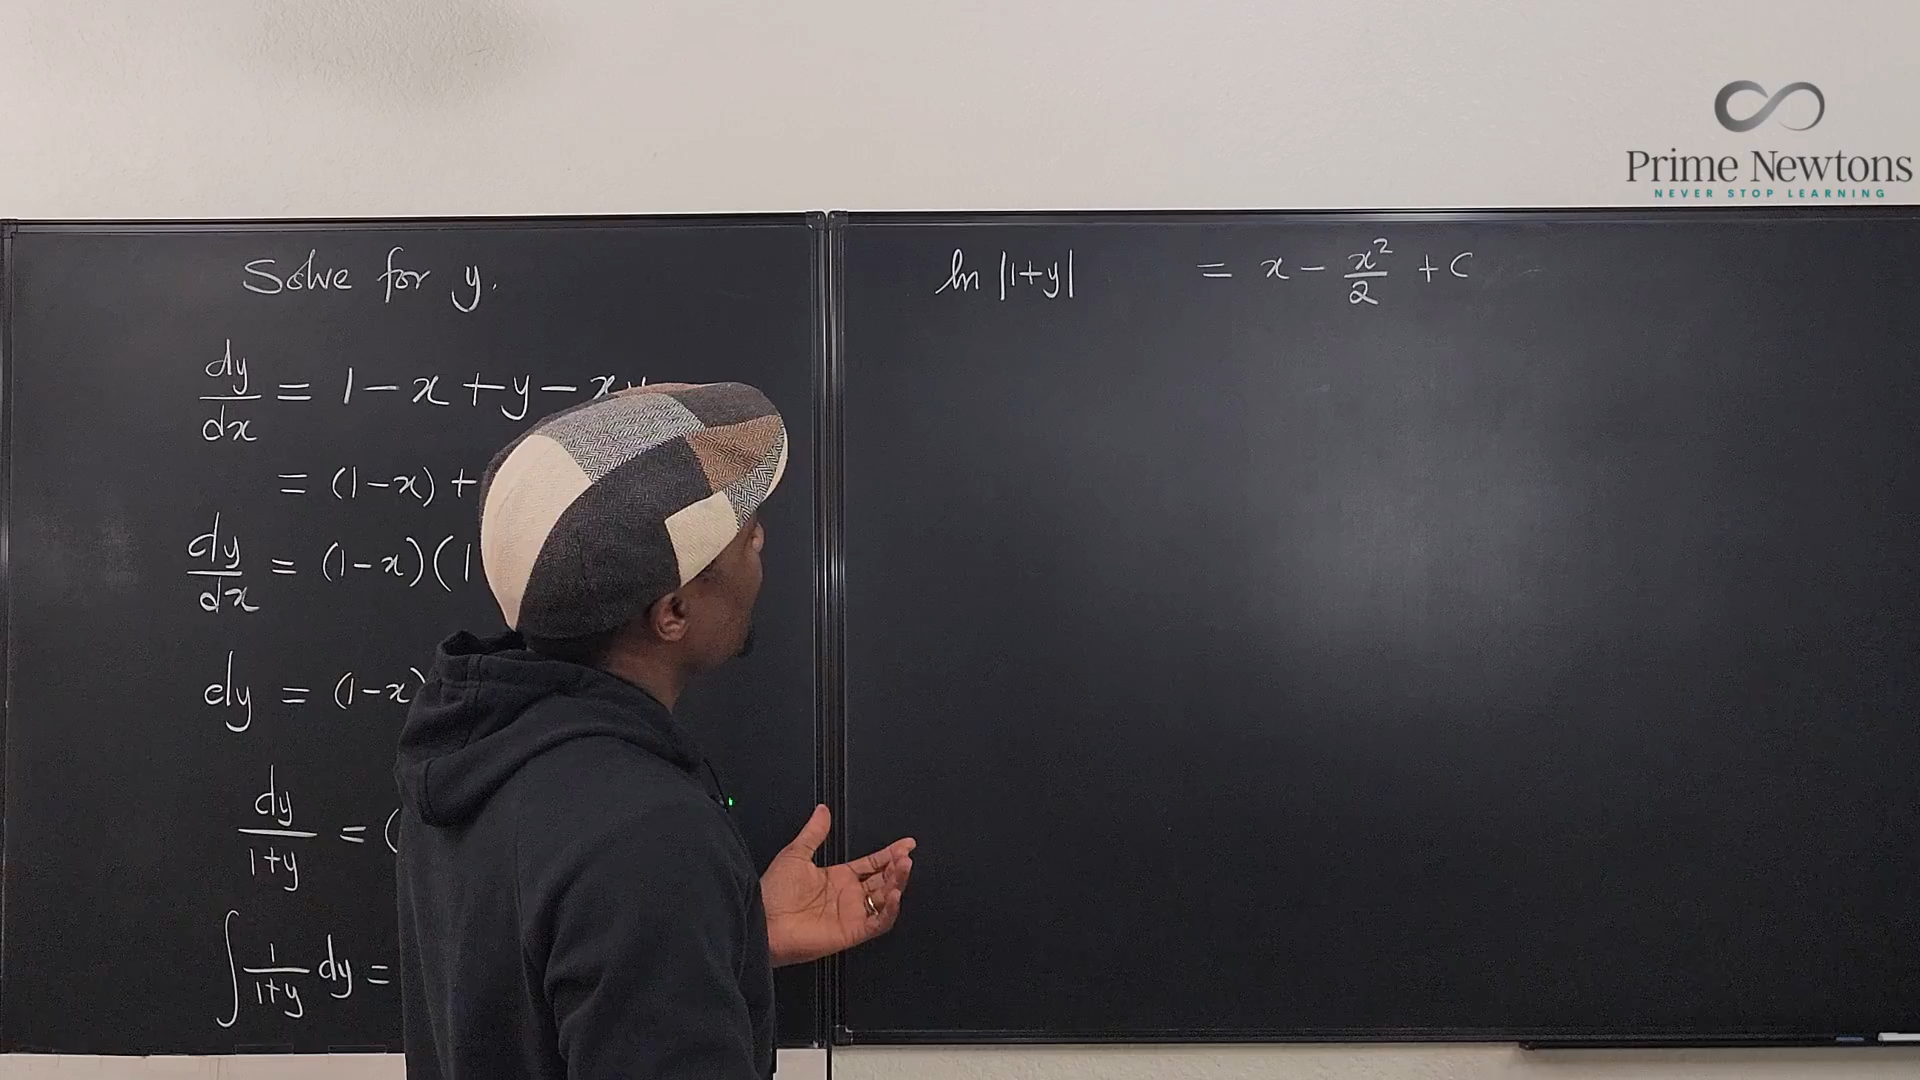 Prime Newtons
NEVER STOP LEARNING
Solve for y.
dy/dx = 1 - x + y - xy
= (1-x) +
dy/dx = (1-x)(1
dy = (1-x)
dy/1+y = (
∫ 1/1+y dy =
ln |1+y| = x - x²/2 + C